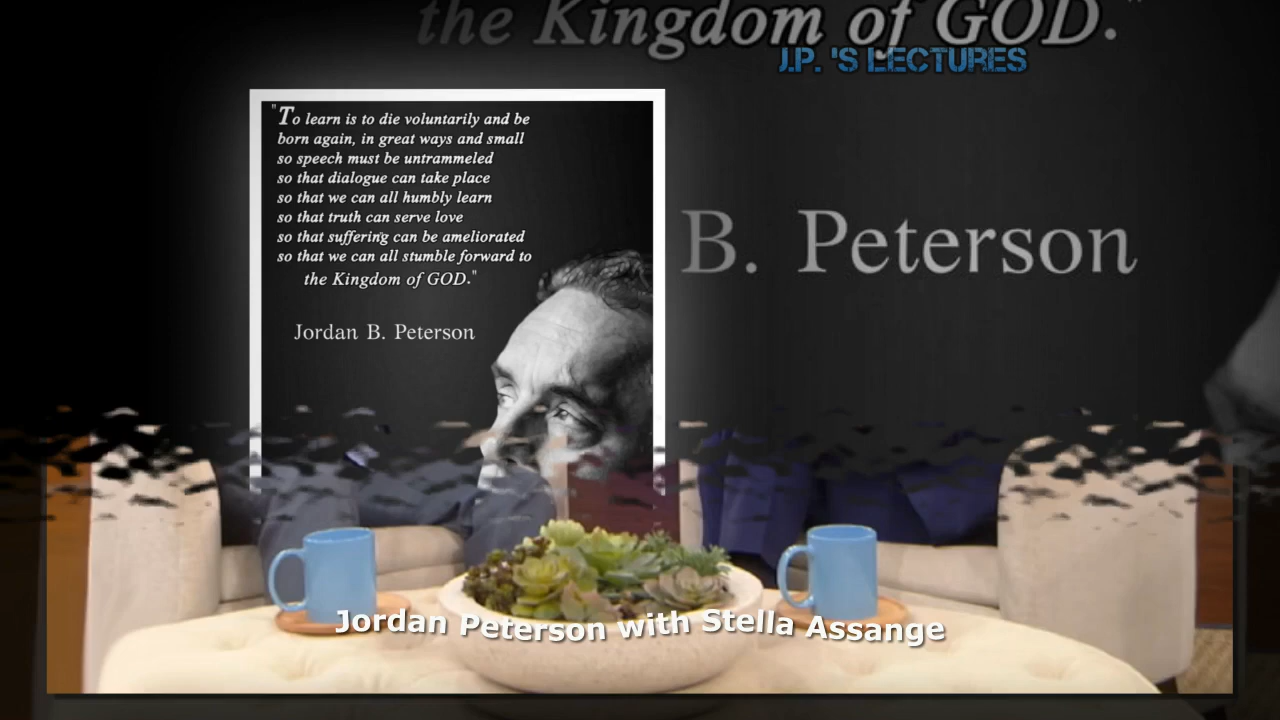 the Kingdom of GOD."
J.P. 'S LECTURES
"To learn is to die voluntarily and be
born again, in great ways and small
so speech must be untrammeled
so that dialogue can take place
so that we can all humbly learn
so that truth can serve love
so that suffering can be ameliorated
so that we can all stumble forward to
the Kingdom of GOD."
Jordan B. Peterson
B. Peterson
Jordan Peterson with Stella Assange